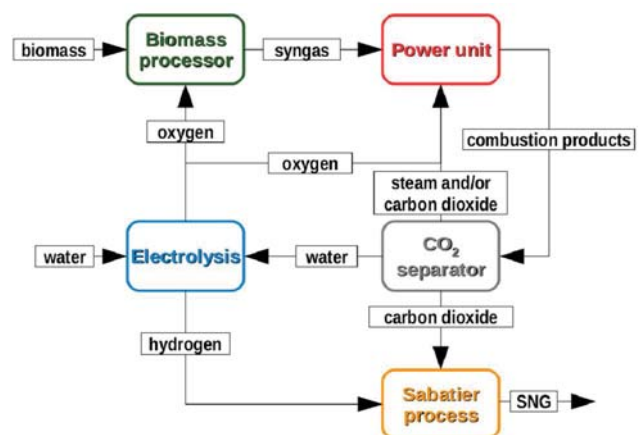 biomass
Biomass
processor
syngas
Power unit
oxygen
combustion products
oxygen
steam and/or
carbon dioxide
water
Electrolysis
water
CO₂
separator
carbon dioxide
hydrogen
Sabatier
process
SNG